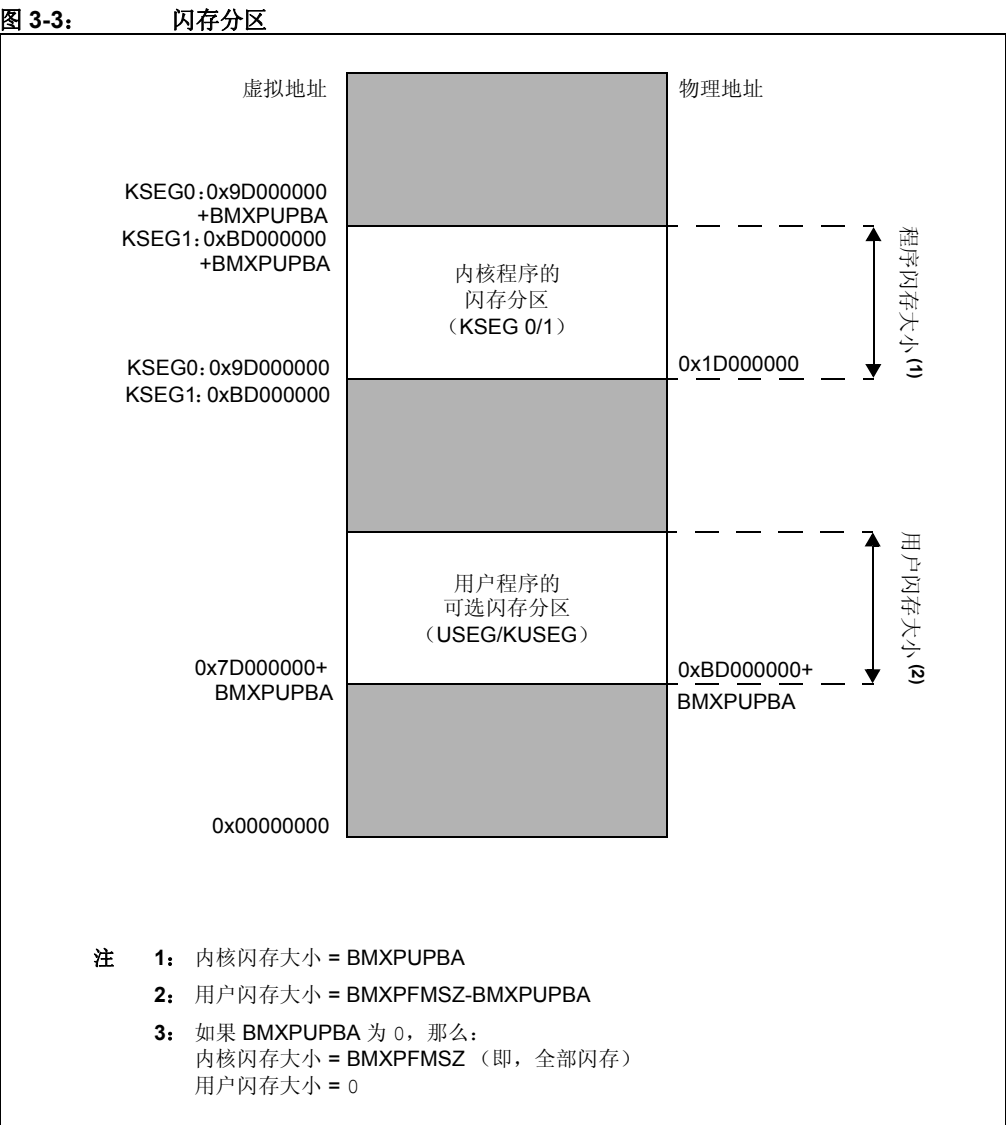 图 3-3： 闪存分区
虚拟地址
物理地址
KSEG0：0x9D000000
+BMXPUPBA
KSEG1：0xBD000000
+BMXPUPBA
内核程序的
闪存分区
（KSEG 0/1）
程序闪存大小 (1)
KSEG0：0x9D000000
KSEG1：0xBD000000
0x1D000000
用户程序的
可选闪存分区
（USEG/KUSEG）
用户闪存大小 (2)
0x7D000000+
BMXPUPBA
0xBD000000+
BMXPUPBA
0x00000000
注 1： 内核闪存大小 = BMXPUPBA
2： 用户闪存大小 = BMXPFMSZ-BMXPUPBA
3： 如果 BMXPUPBA 为 0，那么：
内核闪存大小 = BMXPFMSZ （即，全部闪存）
用户闪存大小 = 0